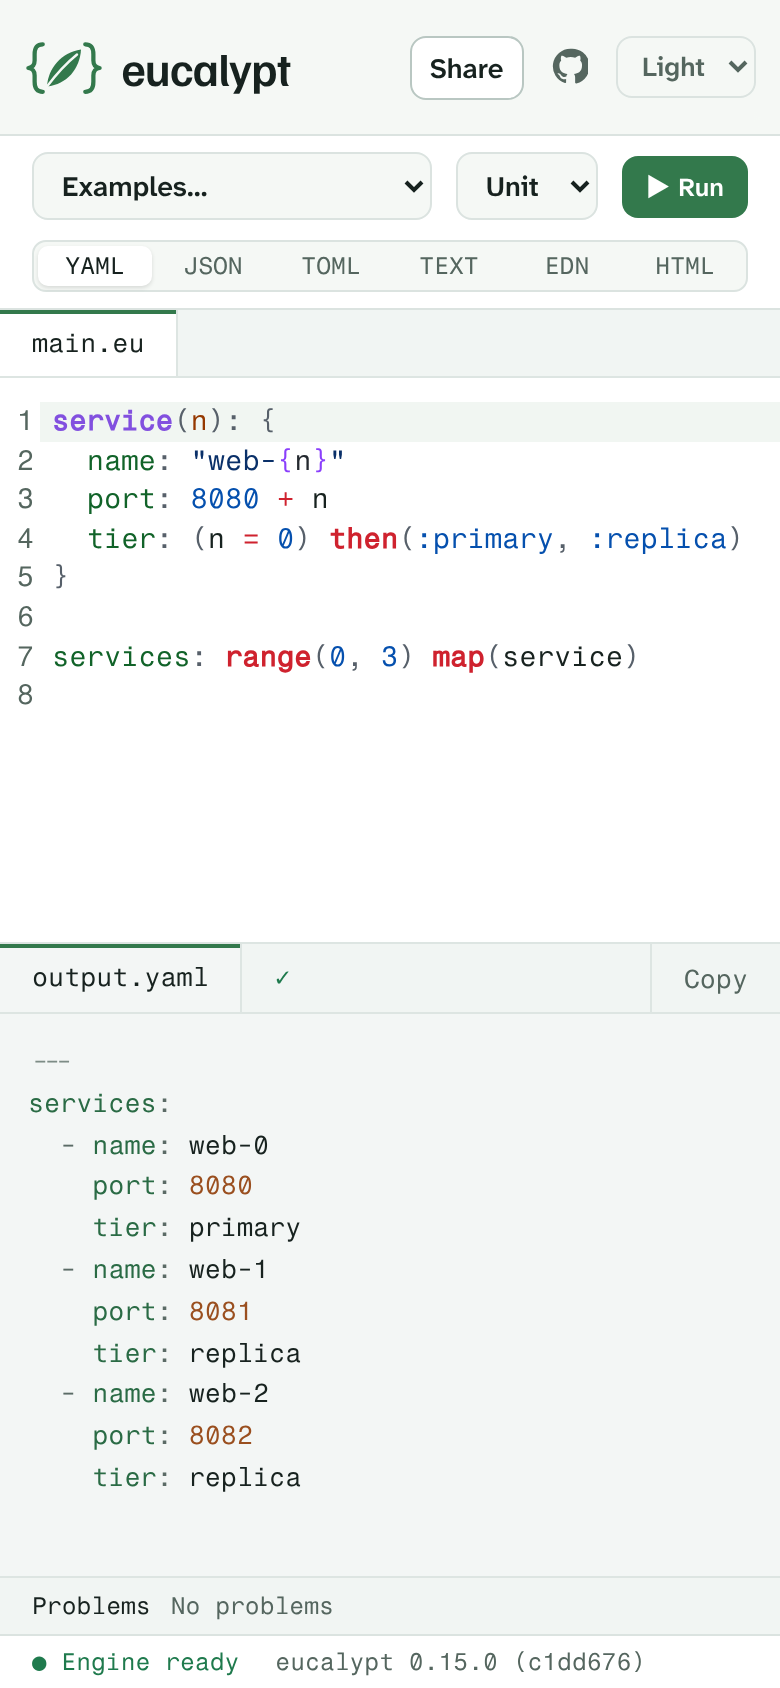 eucalypt Share Light
Examples... Unit Run
YAML JSON TOML TEXT EDN HTML
main.eu
1 service(n): {
2   name: "web-{n}"
3   port: 8080 + n
4   tier: (n = 0) then(:primary, :replica)
5 }
6
7 services: range(0, 3) map(service)
8
output.yaml ✓ Copy
---
services:
  - name: web-0
    port: 8080
    tier: primary
  - name: web-1
    port: 8081
    tier: replica
  - name: web-2
    port: 8082
    tier: replica
Problems No problems
Engine ready eucalypt 0.15.0 (c1dd676)